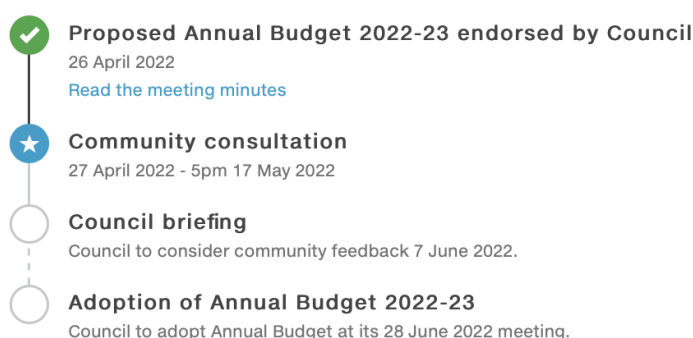 Proposed Annual Budget 2022-23 endorsed by Council
26 April 2022
Read the meeting minutes
Community consultation
27 April 2022 - 5pm 17 May 2022
Council briefing
Council to consider community feedback 7 June 2022.
Adoption of Annual Budget 2022-23
Council to adopt Annual Budget at its 28 June 2022 meeting.